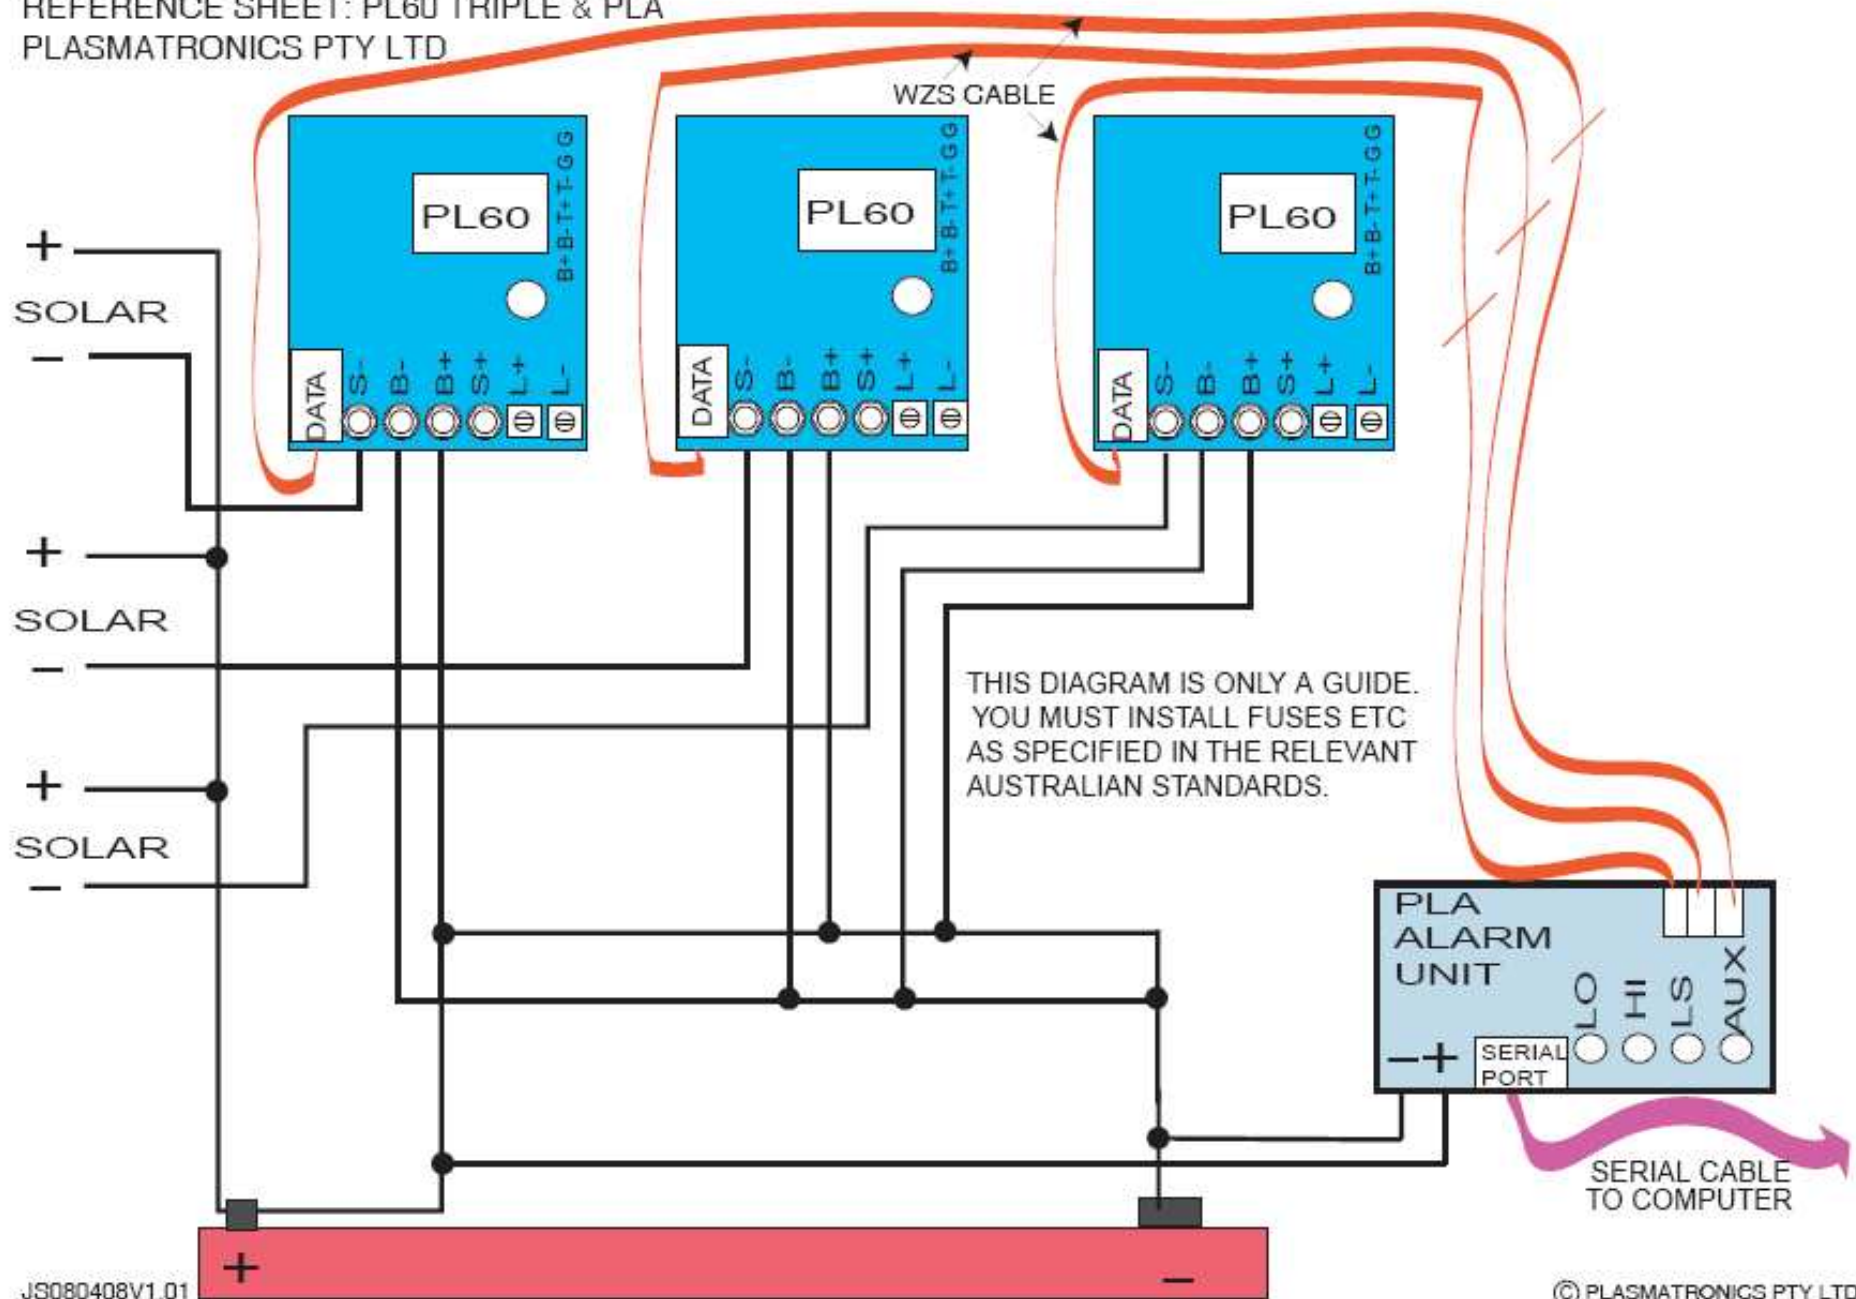 REFERENCE SHEET: PL60 TRIPLE & PLA
PLASMATRONICS PTY LTD
WZS CABLE
PL60
B+ B- T+ T- G G
DATA
S-
B-
B+
S+
L+
L-
PL60
B+ B- T+ T- G G
DATA
S-
B-
B+
S+
L+
L-
PL60
B+ B- T+ T- G G
DATA
S-
B-
B+
S+
L+
L-
+
SOLAR
–
+
SOLAR
–
+
SOLAR
–
THIS DIAGRAM IS ONLY A GUIDE.
YOU MUST INSTALL FUSES ETC
AS SPECIFIED IN THE RELEVANT
AUSTRALIAN STANDARDS.
PLA
ALARM
UNIT
LO
HI
LS
AUX
–+
SERIAL
PORT
SERIAL CABLE
TO COMPUTER
+
–
JS080408V1.01
© PLASMATRONICS PTY LTD